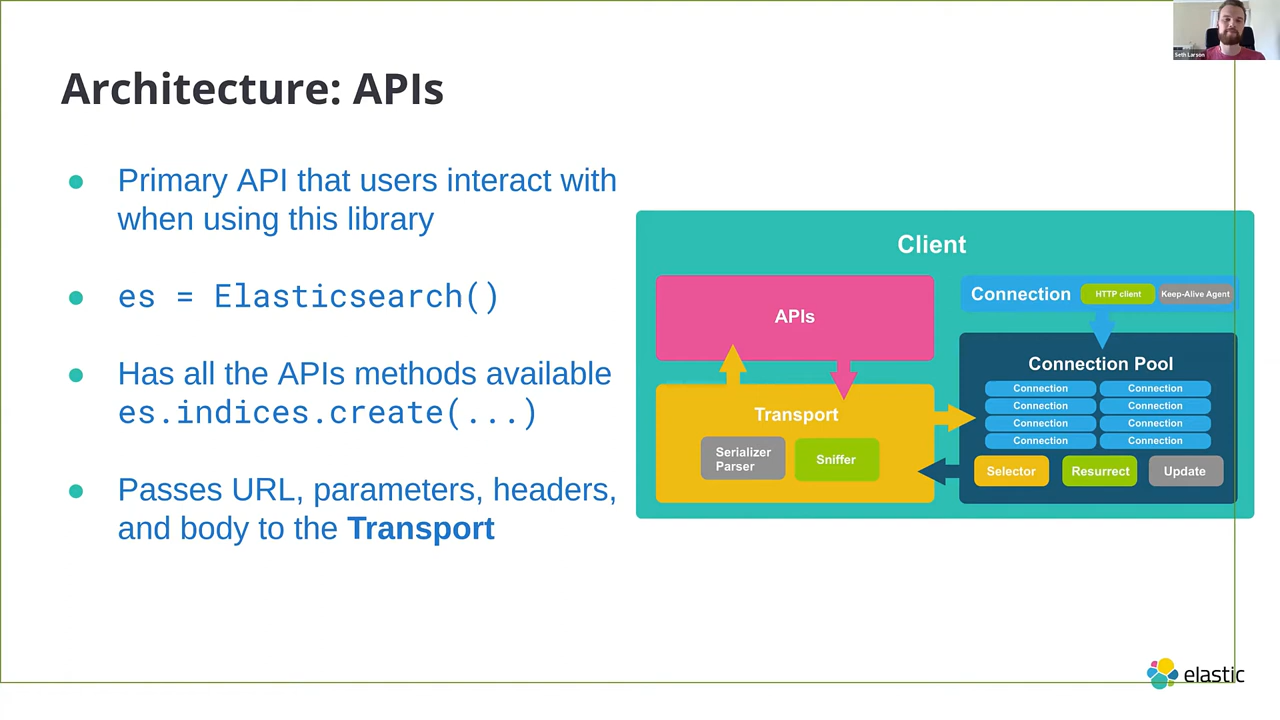 Seth Larson
Architecture: APIs
● Primary API that users interact with
when using this library
● es = Elasticsearch()
● Has all the APIs methods available
es.indices.create(...)
● Passes URL, parameters, headers,
and body to the Transport
Client
APIs
Transport
Serializer
Parser
Sniffer
Connection
HTTP client
Keep-Alive Agent
Connection Pool
Connection Connection
Connection Connection
Connection Connection
Connection Connection
Selector
Resurrect
Update
elastic